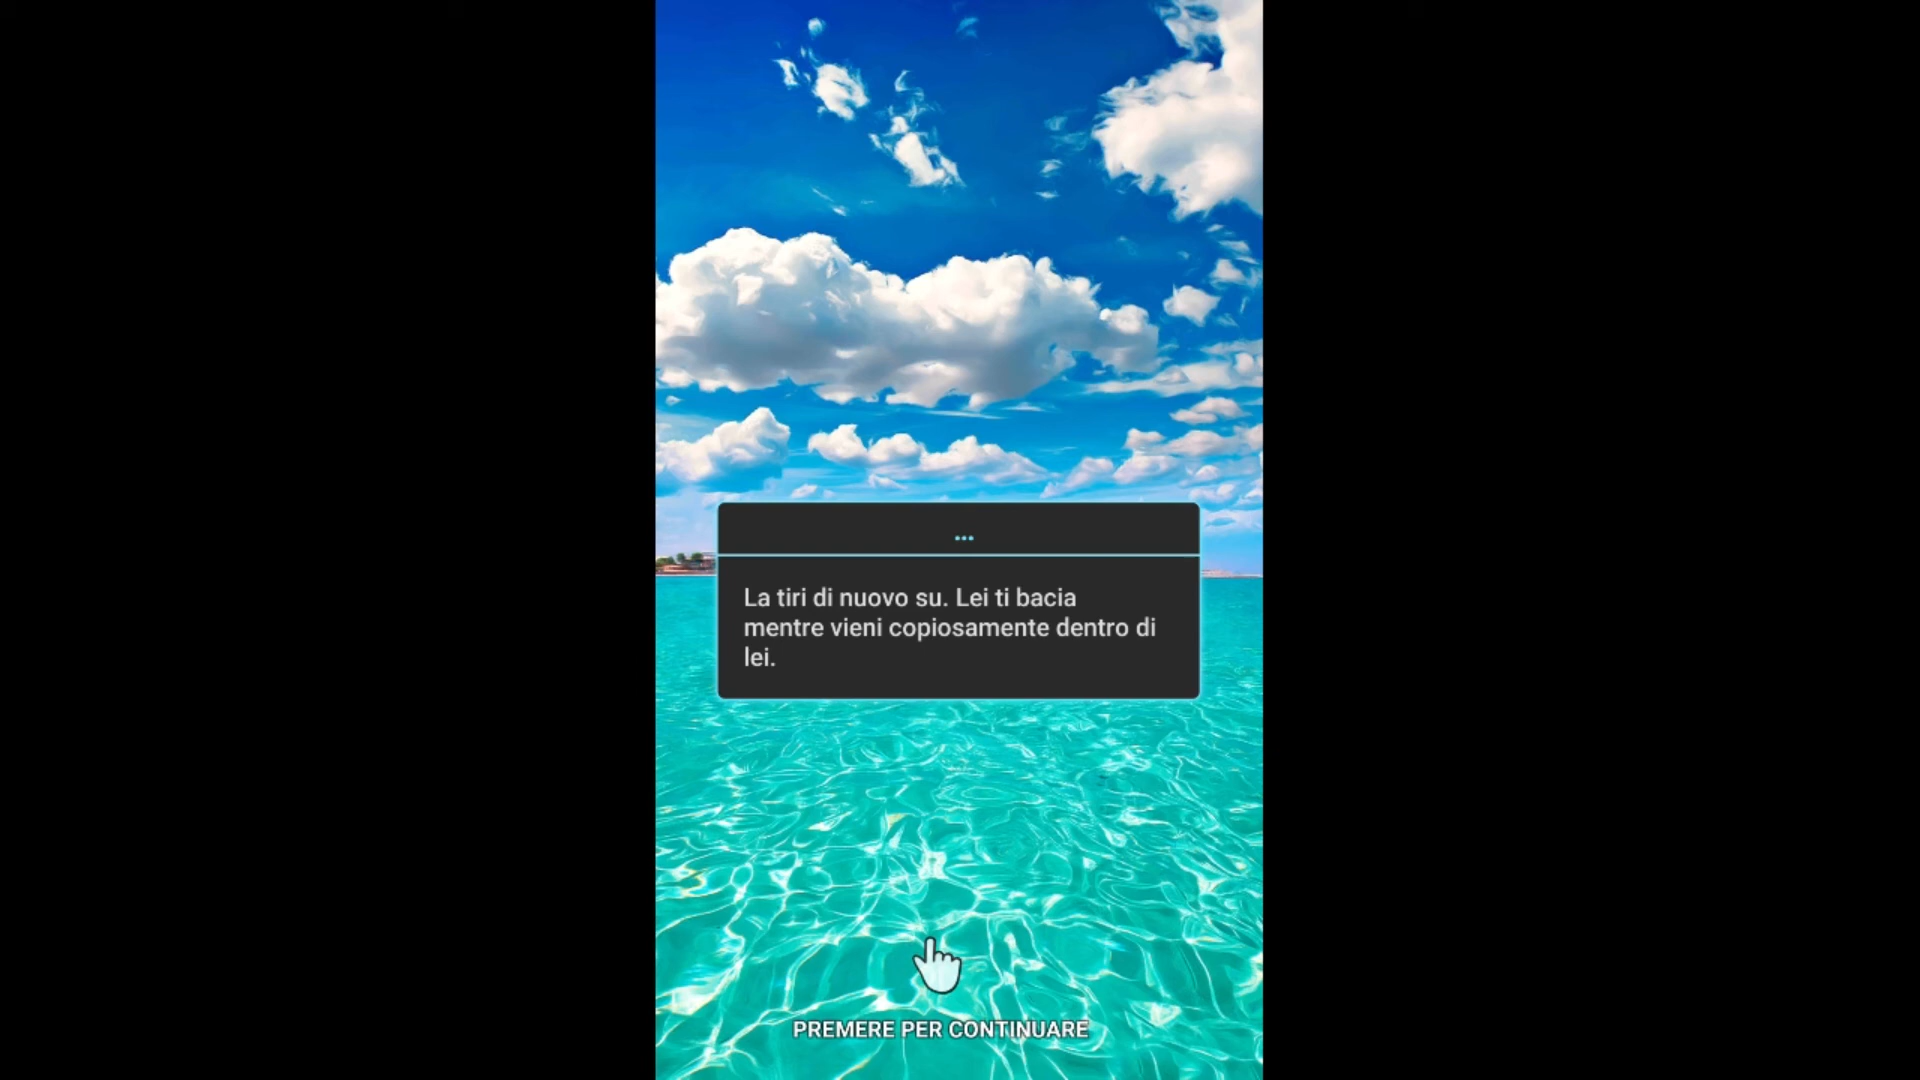 ...
La tiri di nuovo su. Lei ti bacia
mentre vieni copiosamente dentro di
lei.
PREMERE PER CONTINUARE